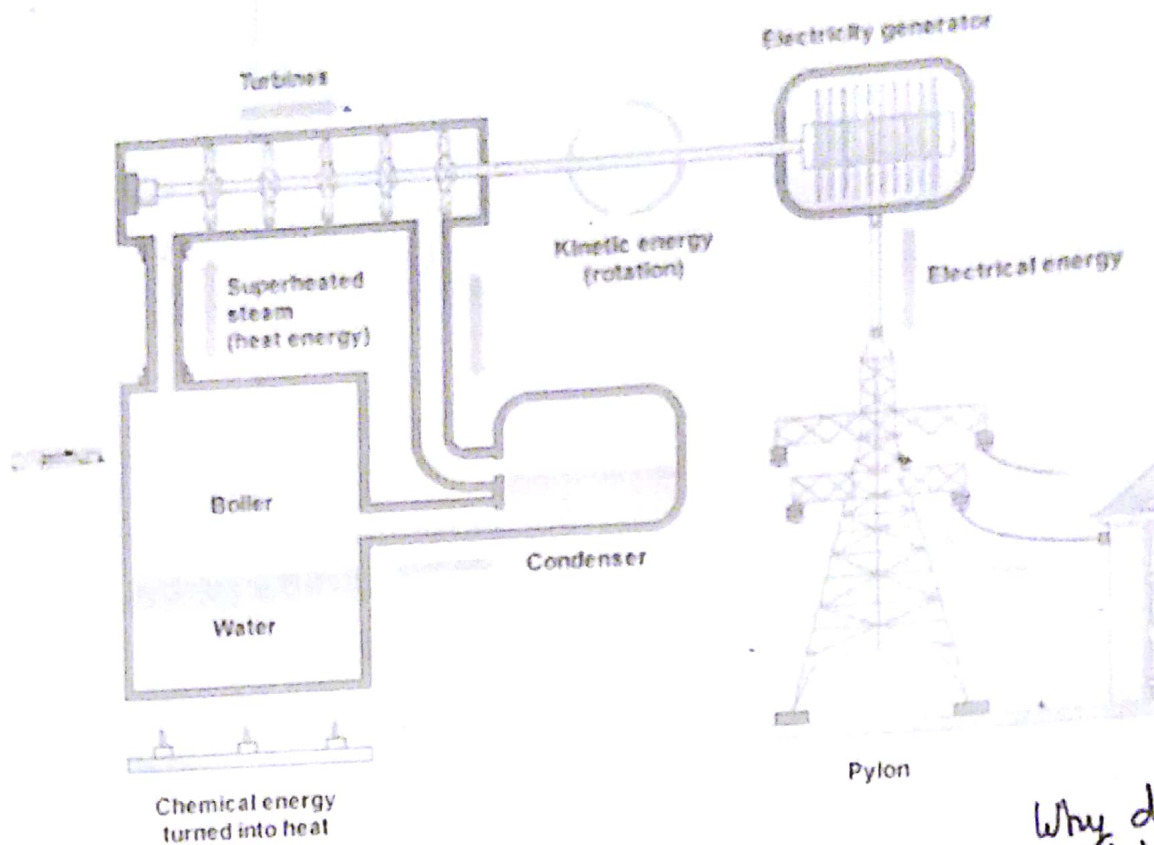 Electricity generator
Turbines
Kinetic energy
(rotation)
Electrical energy
Superheated
steam
(heat energy)
Boiler
Condenser
Water
Pylon
Chemical energy
turned into heat
Why